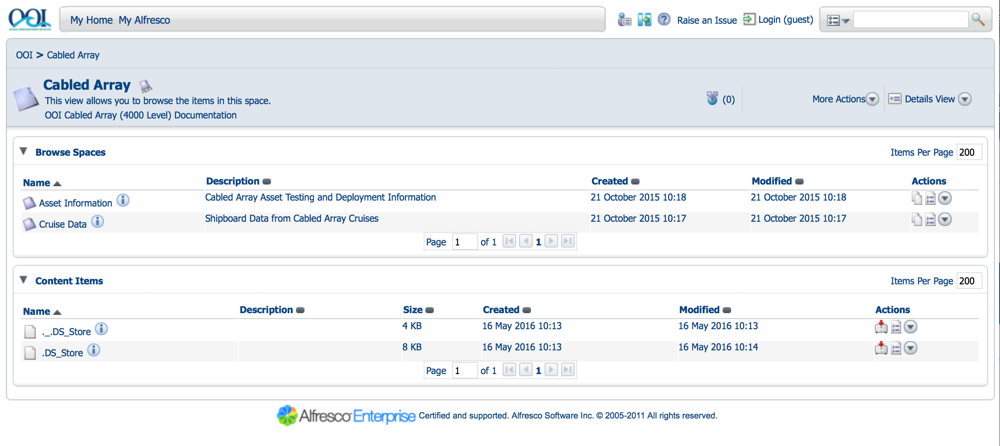 OOI
OCEAN OBSERVATORIES INITIATIVE
My Home My Alfresco
Raise an Issue Login (guest)
OOI > Cabled Array
Cabled Array
This view allows you to browse the items in this space.
OOI Cabled Array (4000 Level) Documentation
(0)
More Actions
Details View
Browse Spaces
Items Per Page 200
Name Description Created Modified Actions
Asset Information Cabled Array Asset Testing and Deployment Information 21 October 2015 10:18 21 October 2015 10:18
Cruise Data Shipboard Data from Cabled Array Cruises 21 October 2015 10:17 21 October 2015 10:17
Page 1 of 1 1
Content Items
Items Per Page 200
Name Description Size Created Modified Actions
._.DS_Store 4 KB 16 May 2016 10:13 16 May 2016 10:13
.DS_Store 8 KB 16 May 2016 10:13 16 May 2016 10:14
Page 1 of 1 1
Alfresco Enterprise Certified and supported. Alfresco Software Inc. © 2005-2011 All rights reserved.